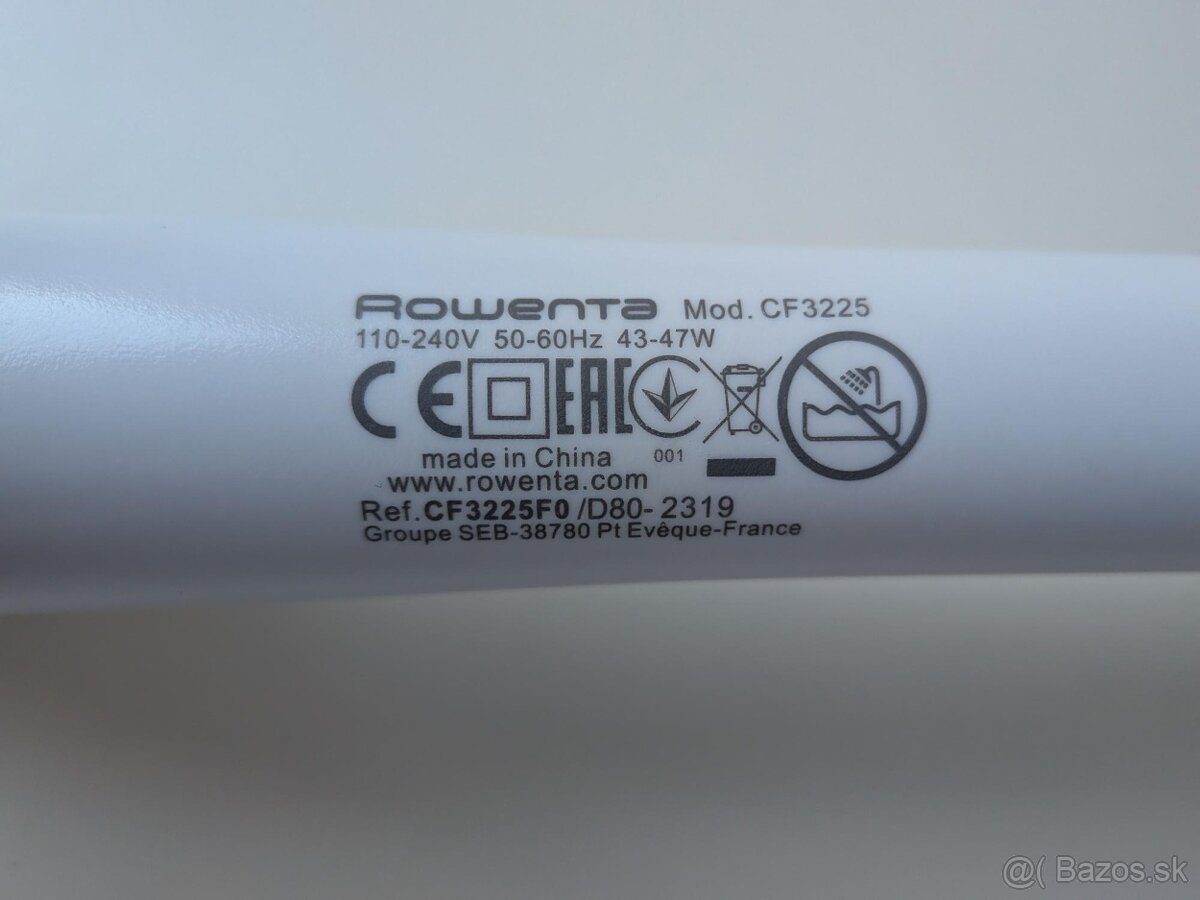 Rowenta Mod. CF3225
110-240V 50-60Hz 43-47W
CE EAC
made in China 001
www.rowenta.com
Ref.CF3225F0/D80-2319
Groupe SEB-38780 Pt Evêque-France
@( Bazos.sk